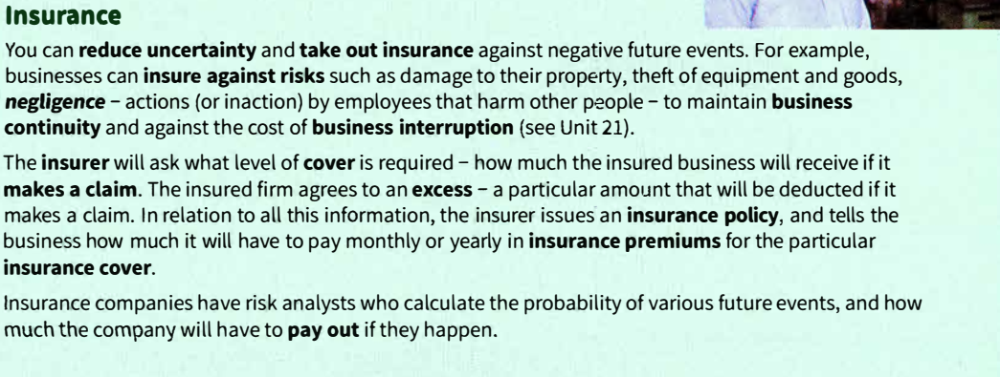 Insurance
You can reduce uncertainty and take out insurance against negative future events. For example,
businesses can insure against risks such as damage to their property, theft of equipment and goods,
negligence – actions (or inaction) by employees that harm other people – to maintain business
continuity and against the cost of business interruption (see Unit 21).
The insurer will ask what level of cover is required – how much the insured business will receive if it
makes a claim. The insured firm agrees to an excess – a particular amount that will be deducted if it
makes a claim. In relation to all this information, the insurer issues an insurance policy, and tells the
business how much it will have to pay monthly or yearly in insurance premiums for the particular
insurance cover.
Insurance companies have risk analysts who calculate the probability of various future events, and how
much the company will have to pay out if they happen.